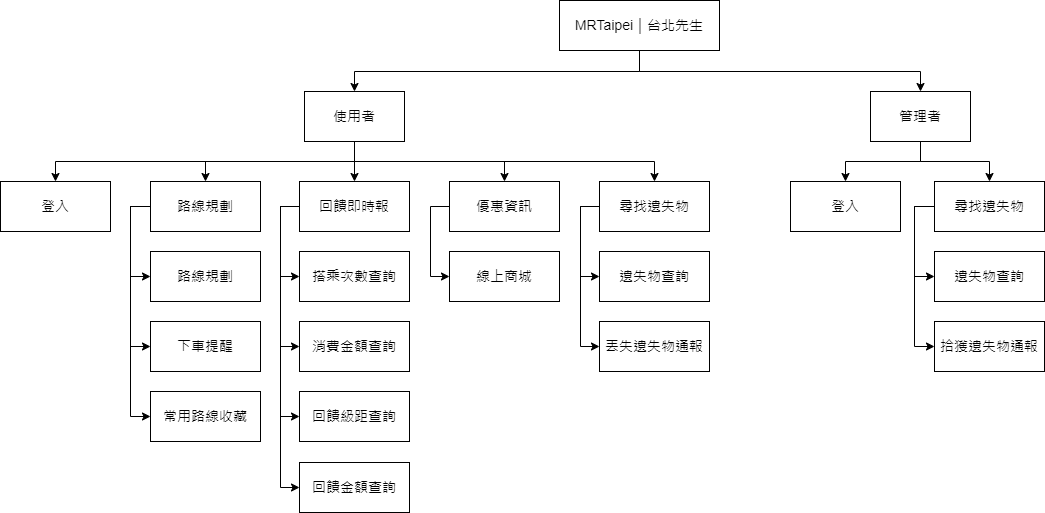 MRTaipei｜台北先生
使用者
管理者
登入
路線規劃
回饋即時報
優惠資訊
尋找遺失物
登入
尋找遺失物
路線規劃
搭乘次數查詢
線上商城
遺失物查詢
遺失物查詢
下車提醒
消費金額查詢
丟失遺失物通報
拾獲遺失物通報
常用路線收藏
回饋級距查詢
回饋金額查詢